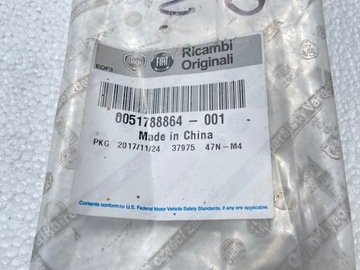 Ricambi
Originali
FIAT
EOF3
0051788864-001
Made in China
PKG 2017/11/24 37975 47N-M4
Contents conform to U.S. Federal Motor Vehicle Safety Standards, if any are applicable.